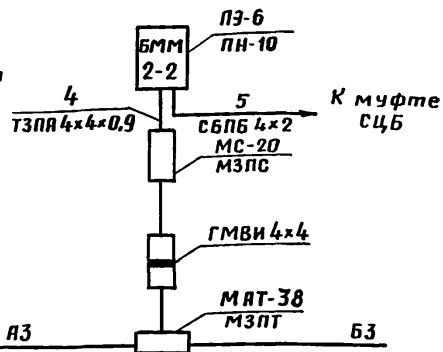 ПЭ-6
ПН-10
БММ
2-2
4
ТЗПА 4×4×0,9
5
СБПБ 4×2
К муфте
СЦБ
МС-20
МЗПС
ГМВИ 4×4
МАТ-38
МЗПТ
АЗ
БЗ